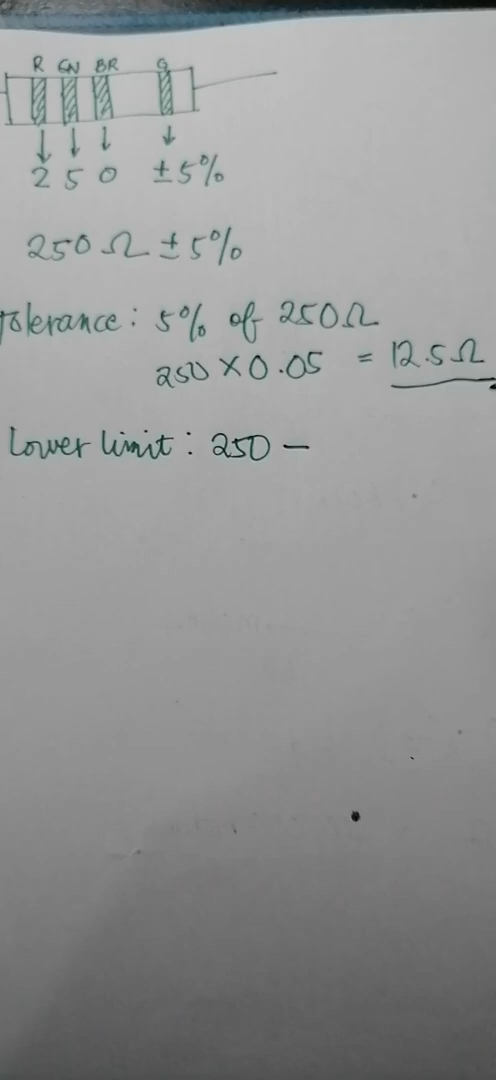 R GN BR G
2 5 0 ±5%
250 Ω ±5%
Tolerance: 5% of 250Ω
250 × 0.05 = 12.5Ω
Lower limit: 250 −